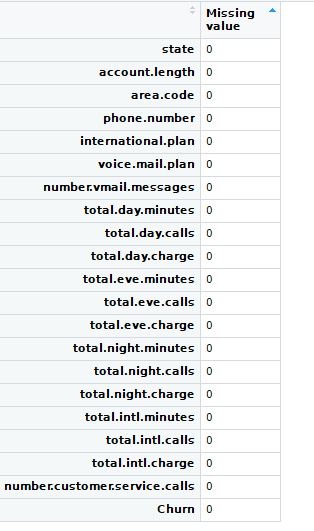 Missing
value
state 0
account.length 0
area.code 0
phone.number 0
international.plan 0
voice.mail.plan 0
number.vmail.messages 0
total.day.minutes 0
total.day.calls 0
total.day.charge 0
total.eve.minutes 0
total.eve.calls 0
total.eve.charge 0
total.night.minutes 0
total.night.calls 0
total.night.charge 0
total.intl.minutes 0
total.intl.calls 0
total.intl.charge 0
number.customer.service.calls 0
Churn 0